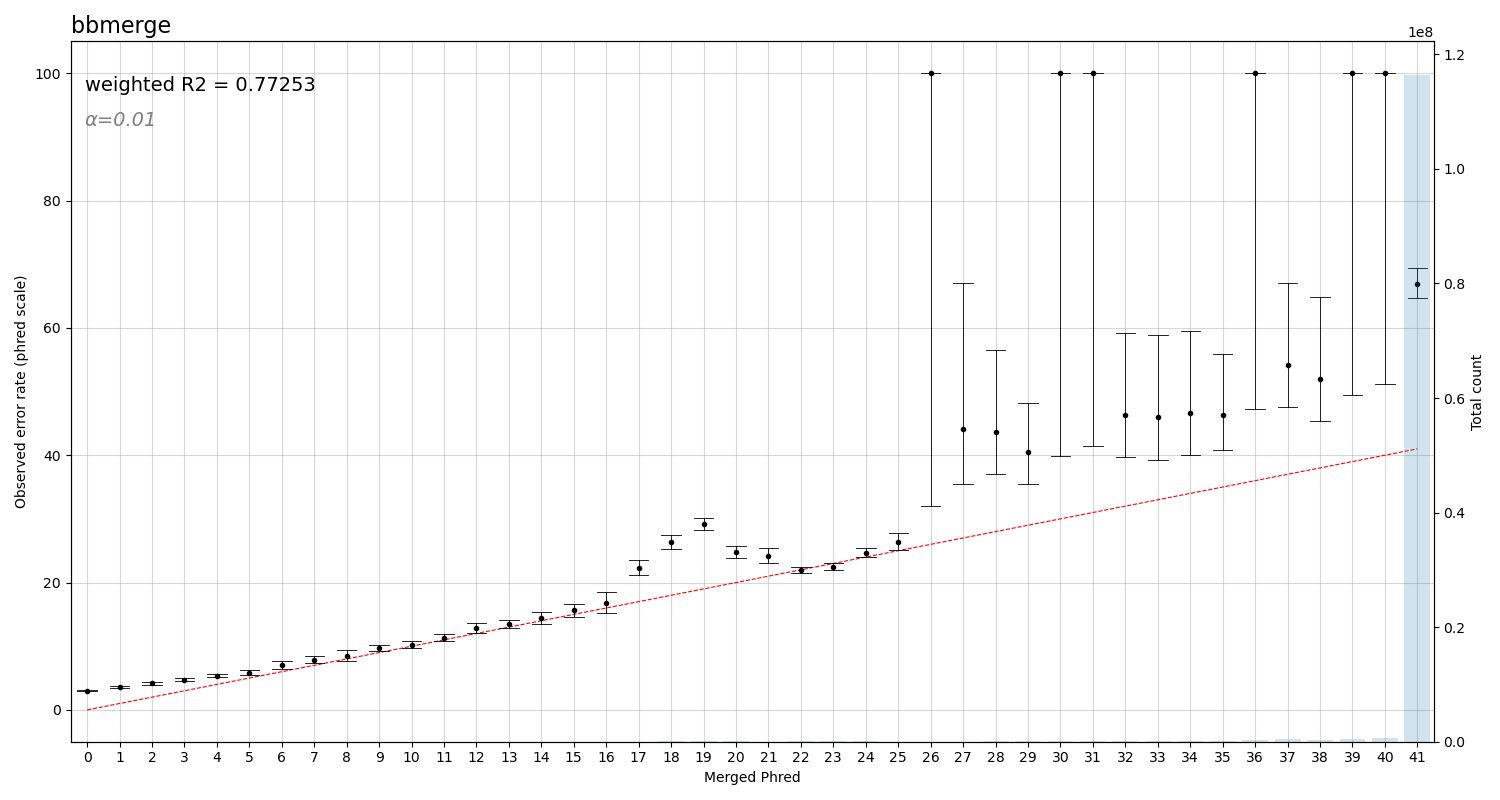 bbmerge
1e8
weighted R2 = 0.77253
α=0.01
Observed error rate (phred scale)
100
80
60
40
20
0
1.2
1.0
0.8
0.6
0.4
0.2
0.0
Total count
0 1 2 3 4 5 6 7 8 9 10 11 12 13 14 15 16 17 18 19 20 21 22 23 24 25 26 27 28 29 30 31 32 33 34 35 36 37 38 39 40 41
Merged Phred